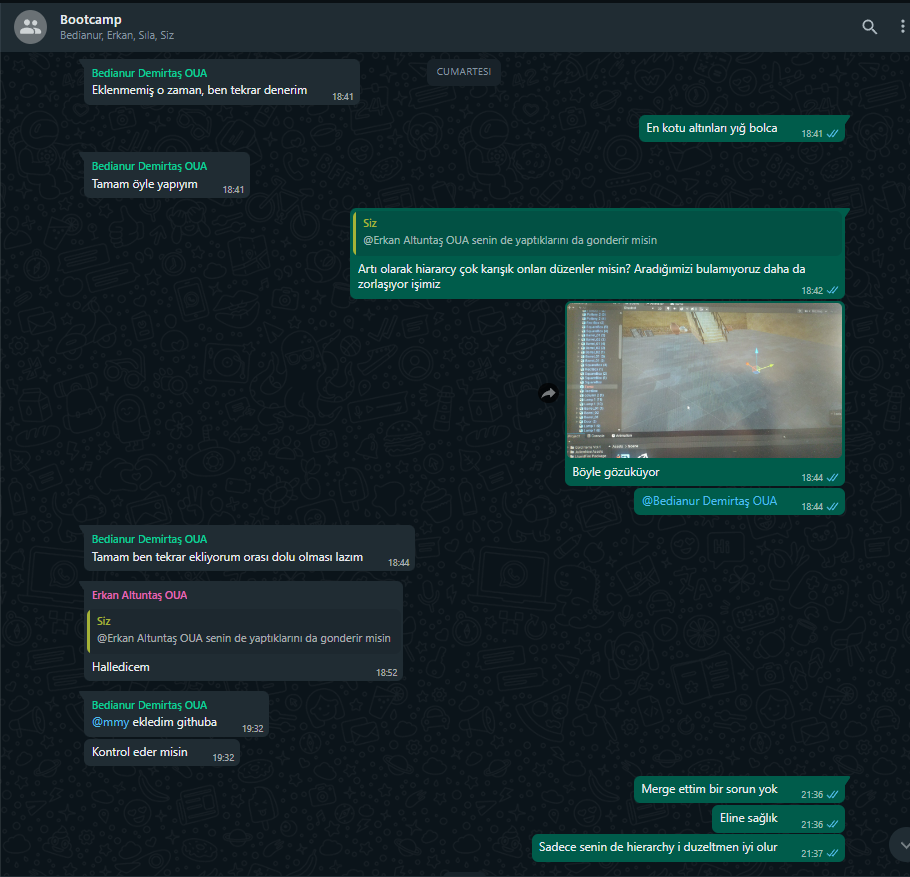 Bootcamp
Bedianur, Erkan, Sıla, Siz
CUMARTESI
Bedianur Demirtaş OUA
Eklenmemiş o zaman, ben tekrar denerim
18:41
En kotu altınları yığ bolca
18:41
Bedianur Demirtaş OUA
Tamam öyle yapıyım
18:41
Siz
@Erkan Altuntaş OUA senin de yaptıklarını da gonderir misin
Artı olarak hiararcy çok karışık onları düzenler misin? Aradığımizi bulamıyoruz daha da
zorlaşıyor işimiz
18:42
Böyle gözüküyor
18:44
@Bedianur Demirtaş OUA
18:44
Bedianur Demirtaş OUA
Tamam ben tekrar ekliyorum orası dolu olması lazım
18:44
Erkan Altuntaş OUA
Siz
@Erkan Altuntaş OUA senin de yaptıklarını da gonderir misin
Halledicem
18:52
Bedianur Demirtaş OUA
@mmy ekledim githuba
19:32
Kontrol eder misin
19:32
Merge ettim bir sorun yok
21:36
Eline sağlık
21:36
Sadece senin de hierarchy i duzeltmen iyi olur
21:37